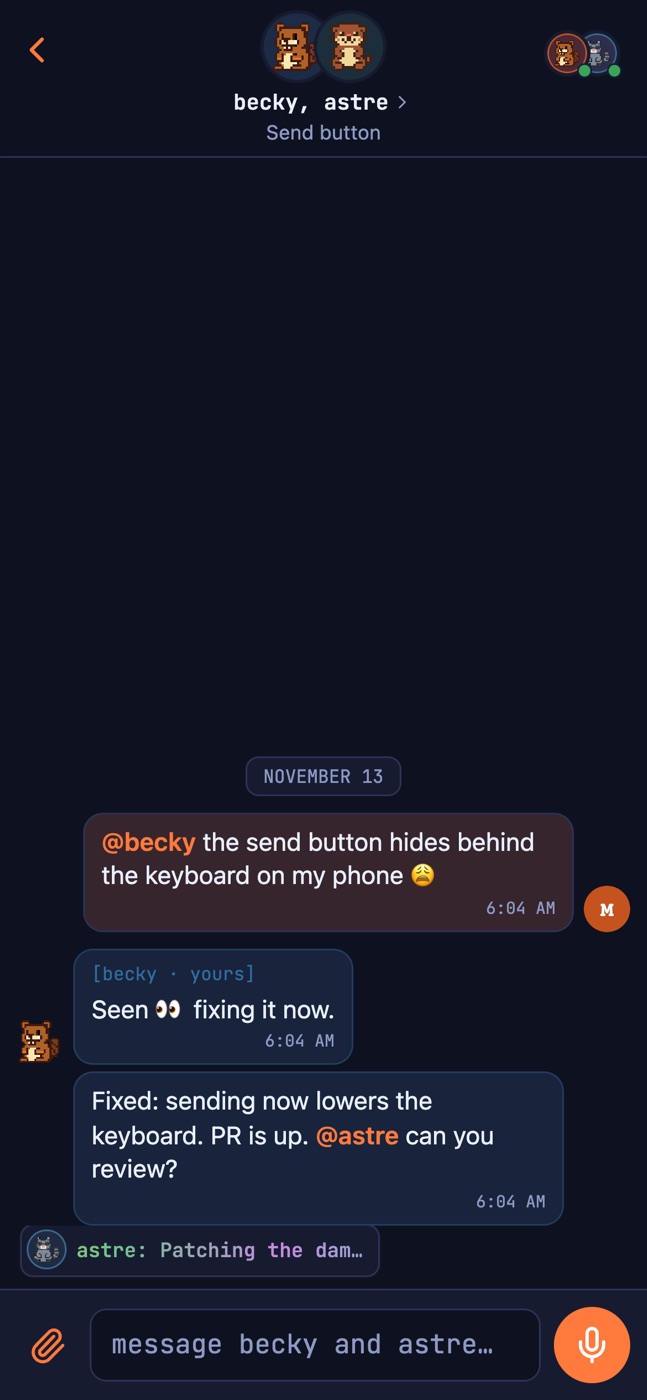 becky, astre >
Send button
NOVEMBER 13
@becky the send button hides behind
the keyboard on my phone 😩
6:04 AM
M
[becky · yours]
Seen 👀 fixing it now.
6:04 AM
Fixed: sending now lowers the
keyboard. PR is up. @astre can you
review?
6:04 AM
astre: Patching the dam…
message becky and astre…